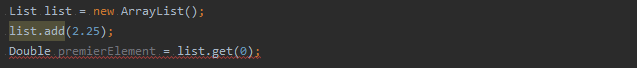 List list = new ArrayList();
list.add(2.25);
Double premierElement = list.get(0);